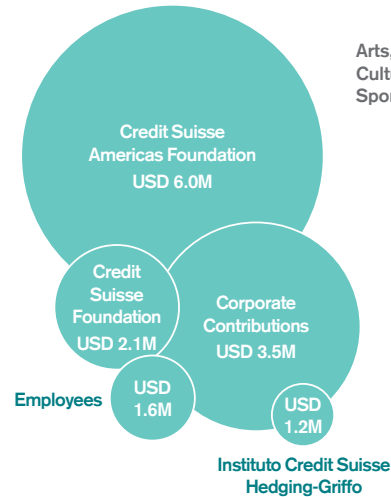 Arts,
Cult
Spor
Credit Suisse
Americas Foundation
USD 6.0M
Credit
Suisse
Foundation
USD 2.1M
Corporate
Contributions
USD 3.5M
Employees
USD
1.6M
USD
1.2M
Instituto Credit Suisse
Hedging-Griffo